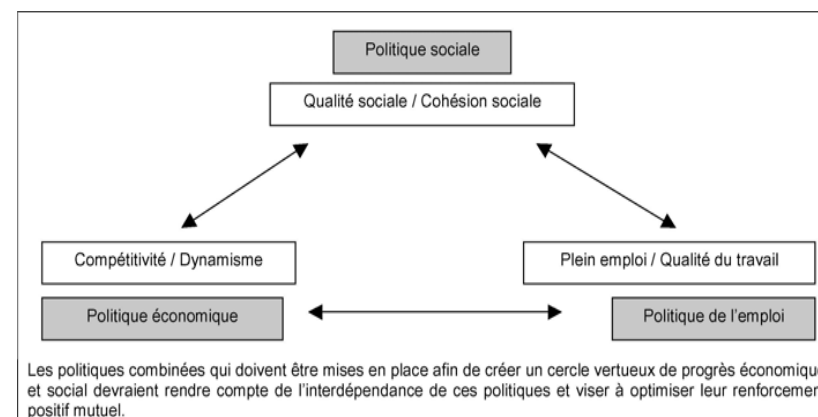 Politique sociale
Qualité sociale / Cohésion sociale
Compétitivité / Dynamisme
Plein emploi / Qualité du travail
Politique économique
Politique de l'emploi
Les politiques combinées qui doivent être mises en place afin de créer un cercle vertueux de progrès économiqu
et social devraient rendre compte de l'interdépendance de ces politiques et viser à optimiser leur renforcemen
positif mutuel.